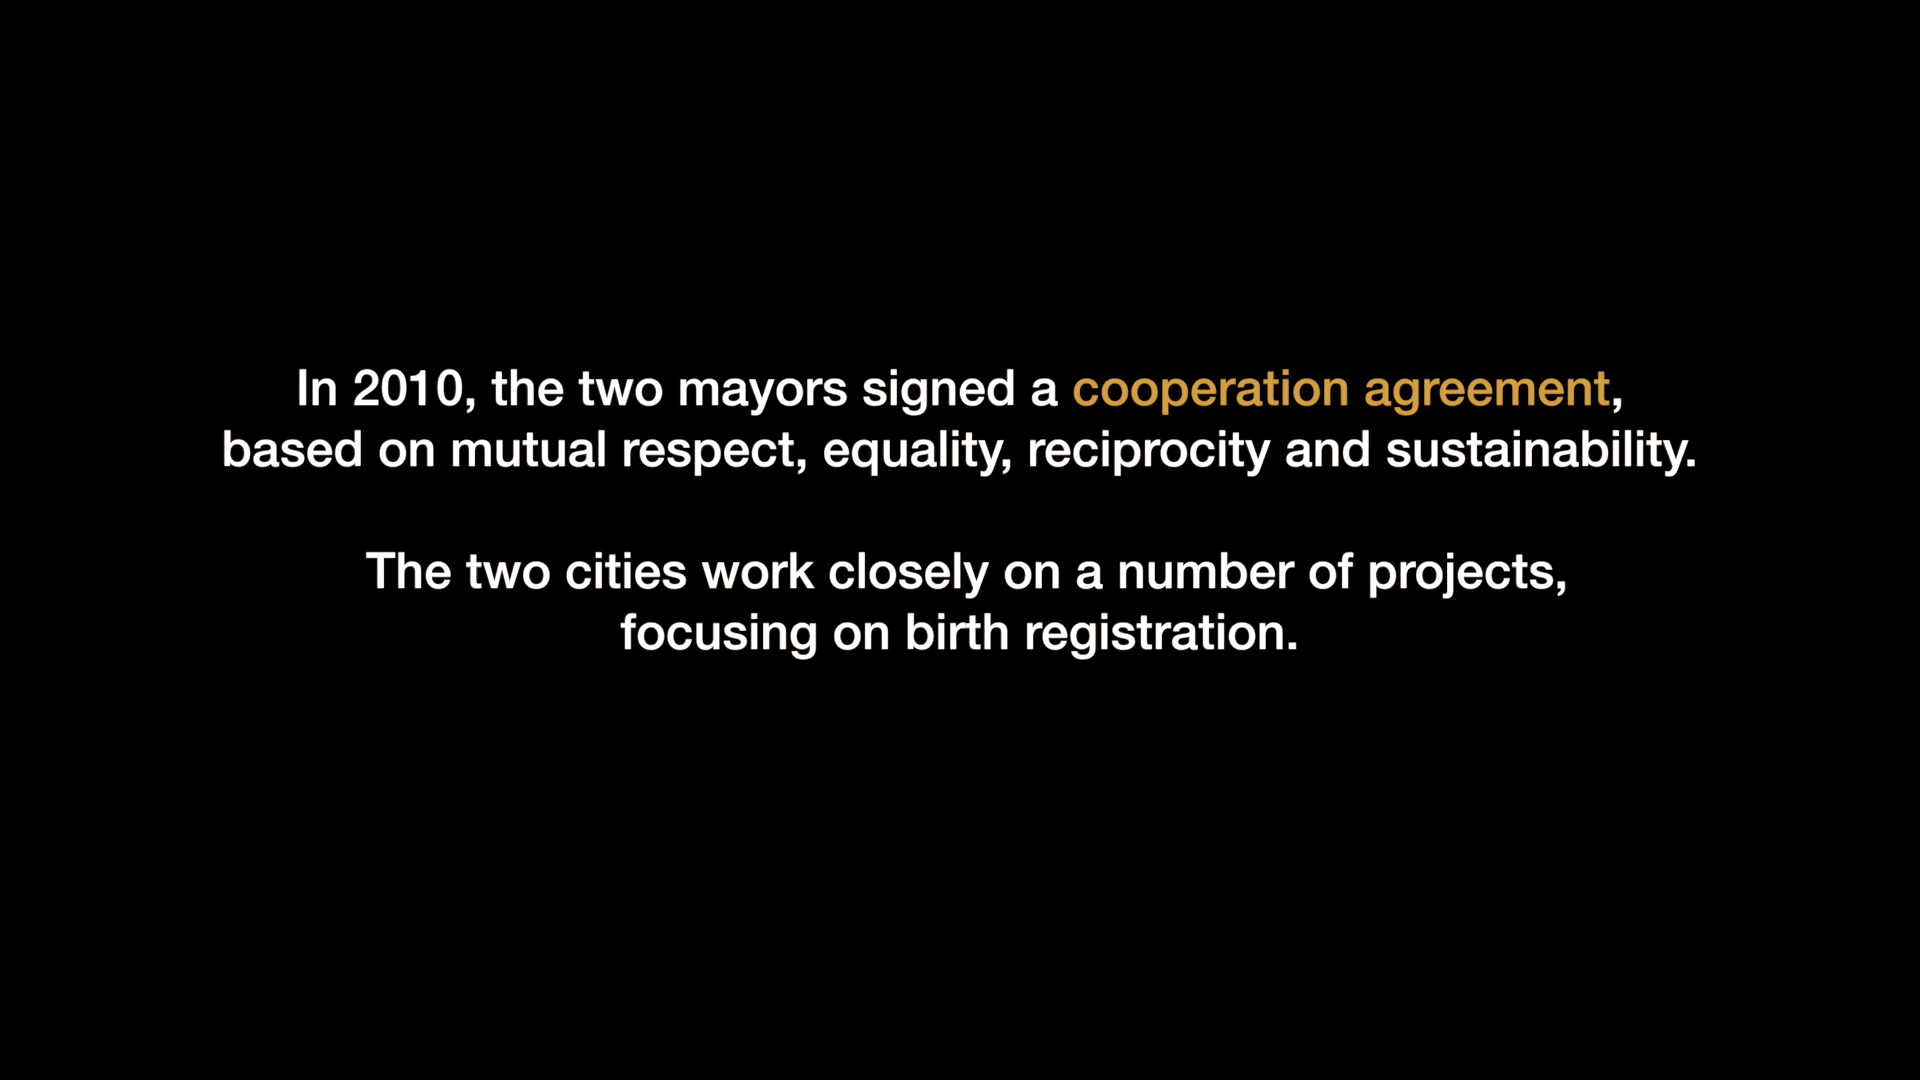 In 2010, the two mayors signed a cooperation agreement,
based on mutual respect, equality, reciprocity and sustainability.
The two cities work closely on a number of projects,
focusing on birth registration.